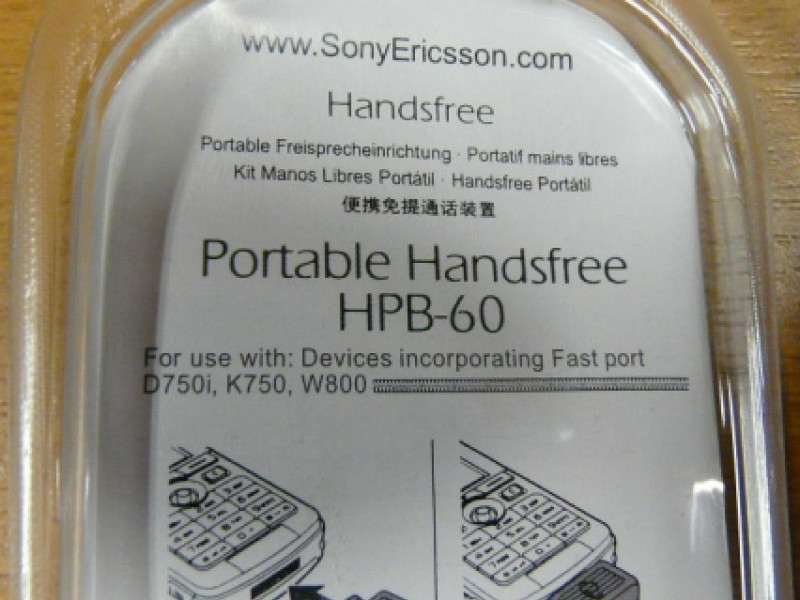 www.SonyEricsson.com
Handsfree
Portable Freisprecheinrichtung · Portatif mains libres
Kit Manos Libres Portátil · Handsfree Portátil
便携免提通话装置
Portable Handsfree
HPB-60
For use with: Devices incorporating Fast port
D750i, K750, W800